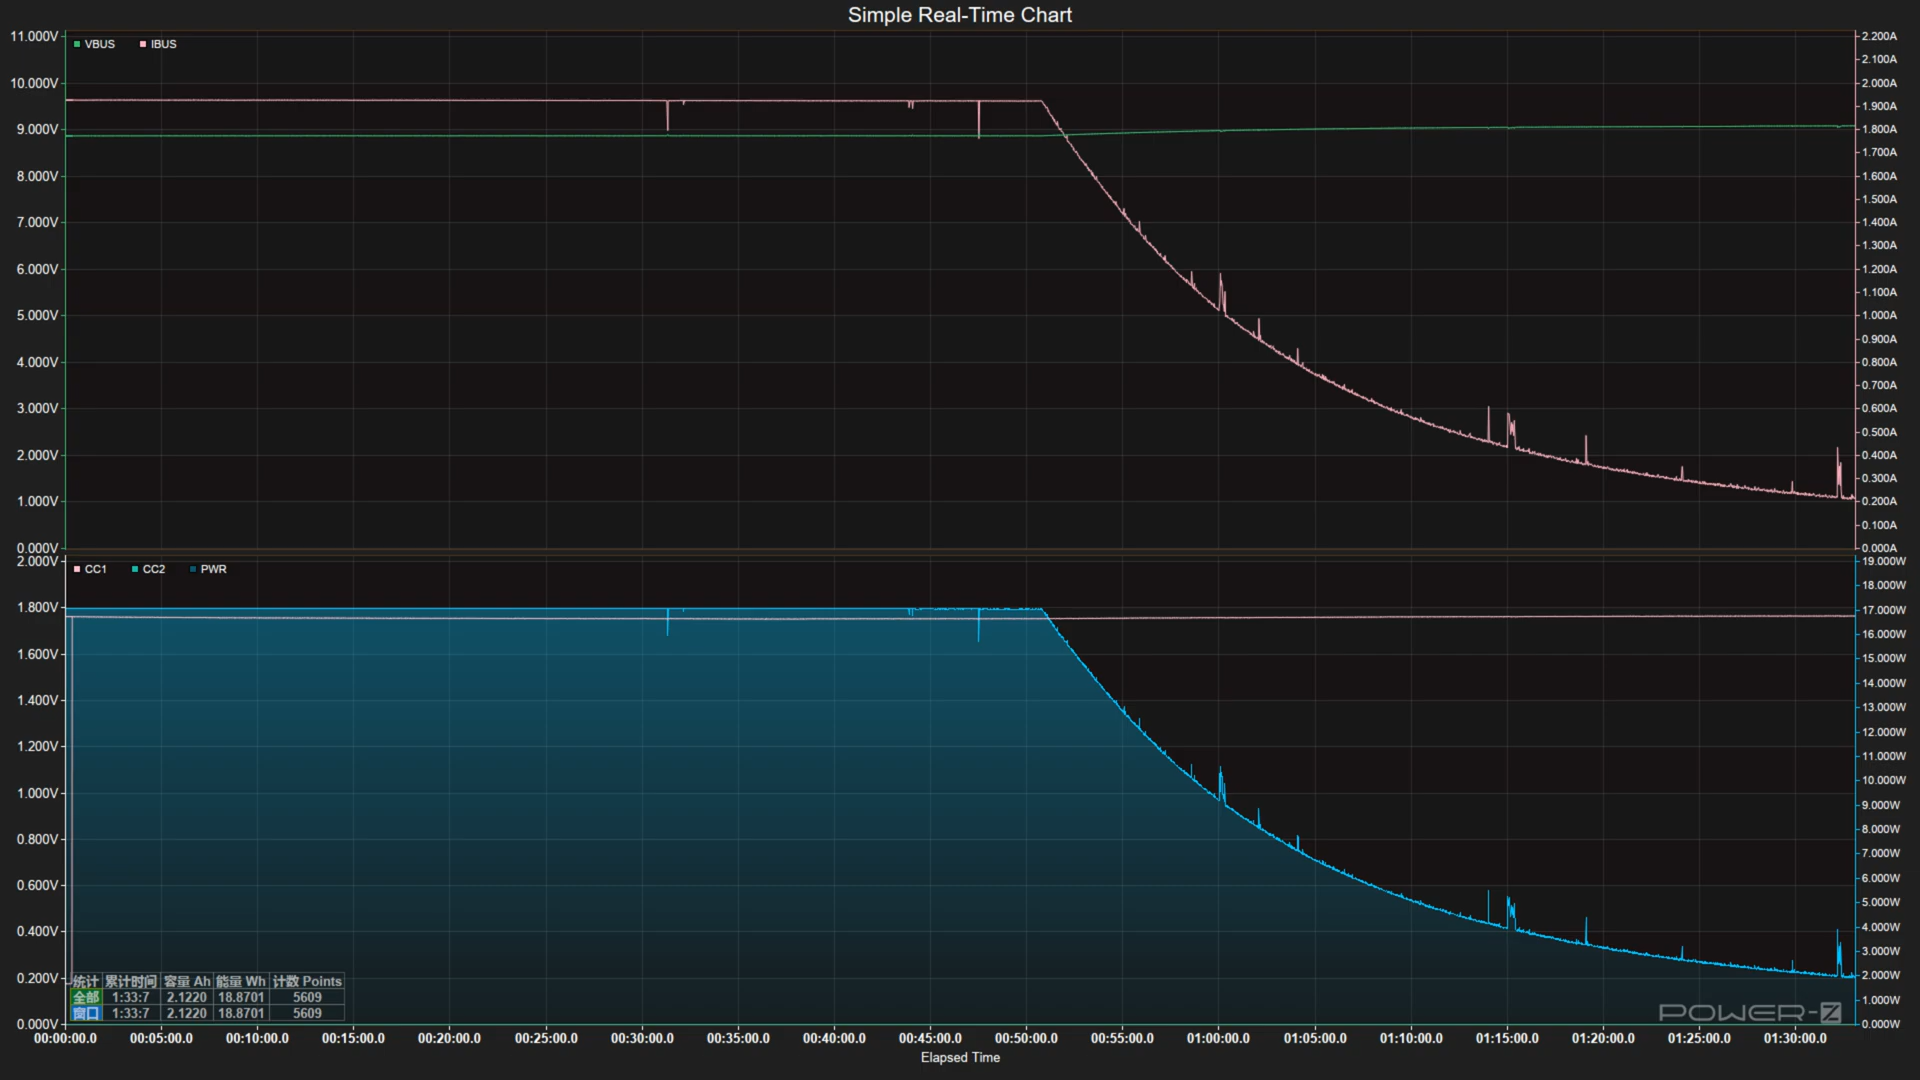 Simple Real-Time Chart
VBUS IBUS
11.000V
10.000V
9.000V
8.000V
7.000V
6.000V
5.000V
4.000V
3.000V
2.000V
1.000V
0.000V
2.200A
2.100A
2.000A
1.900A
1.800A
1.700A
1.600A
1.500A
1.400A
1.300A
1.200A
1.100A
1.000A
0.900A
0.800A
0.700A
0.600A
0.500A
0.400A
0.300A
0.200A
0.100A
0.000A
CC1 CC2 PWR
2.000V
1.800V
1.600V
1.400V
1.200V
1.000V
0.800V
0.600V
0.400V
0.200V
0.000V
19.000W
18.000W
17.000W
16.000W
15.000W
14.000W
13.000W
12.000W
11.000W
10.000W
9.000W
8.000W
7.000W
6.000W
5.000W
4.000W
3.000W
2.000W
1.000W
0.000W
统计 累计时间 容量 Ah 能量 Wh 计数 Points
全部 1:33:7 2.1220 18.8701 5609
窗口 1:33:7 2.1220 18.8701 5609
POWER-Z
00:00:00.0 00:05:00.0 00:10:00.0 00:15:00.0 00:20:00.0 00:25:00.0 00:30:00.0 00:35:00.0 00:40:00.0 00:45:00.0 00:50:00.0 00:55:00.0 01:00:00.0 01:05:00.0 01:10:00.0 01:15:00.0 01:20:00.0 01:25:00.0 01:30:00.0
Elapsed Time